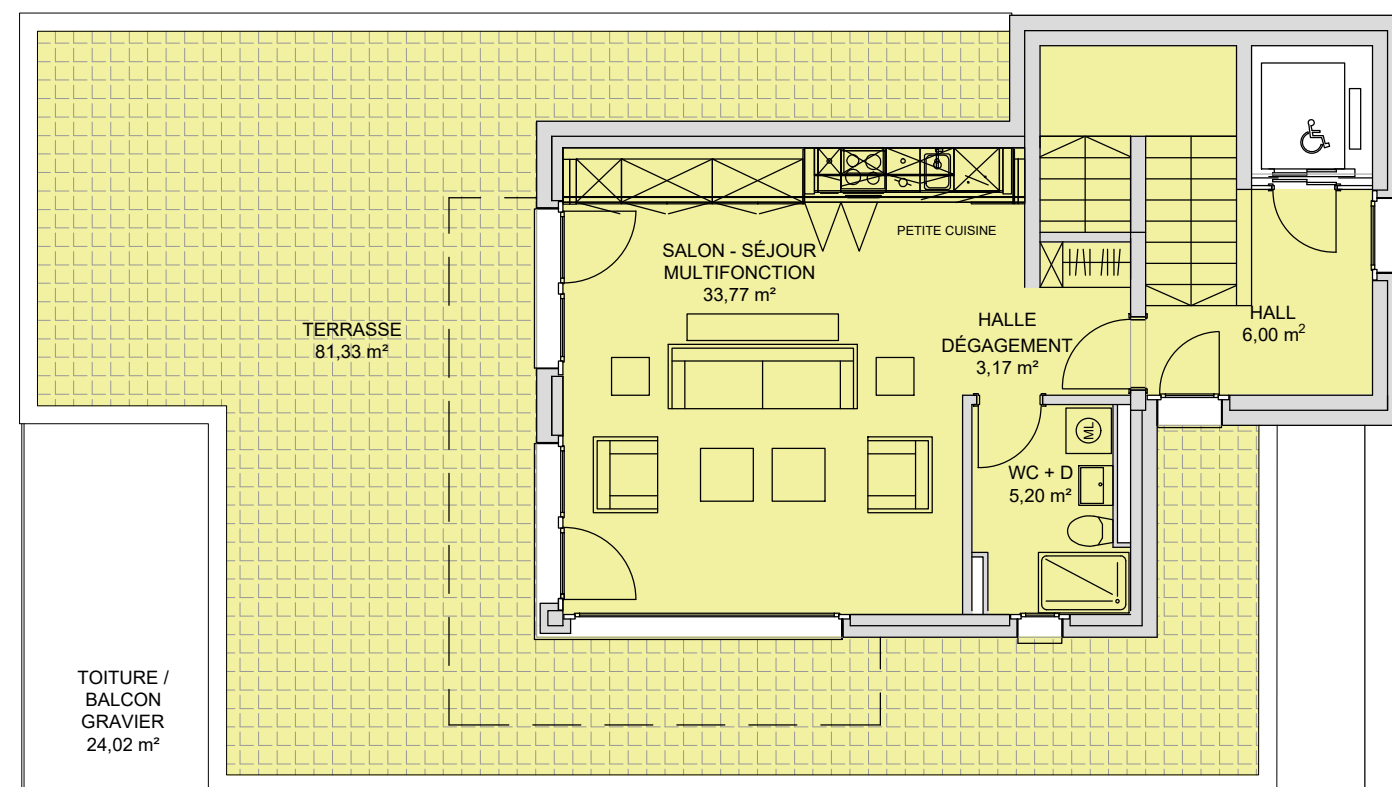 PETITE CUISINE
SALON - SÉJOUR
MULTIFONCTION
33,77 m²
TERRASSE
81,33 m²
HALLE
DÉGAGEMENT
3,17 m²
HALL
6,00 m²
ML
WC + D
5,20 m²
TOITURE /
BALCON
GRAVIER
24,02 m²